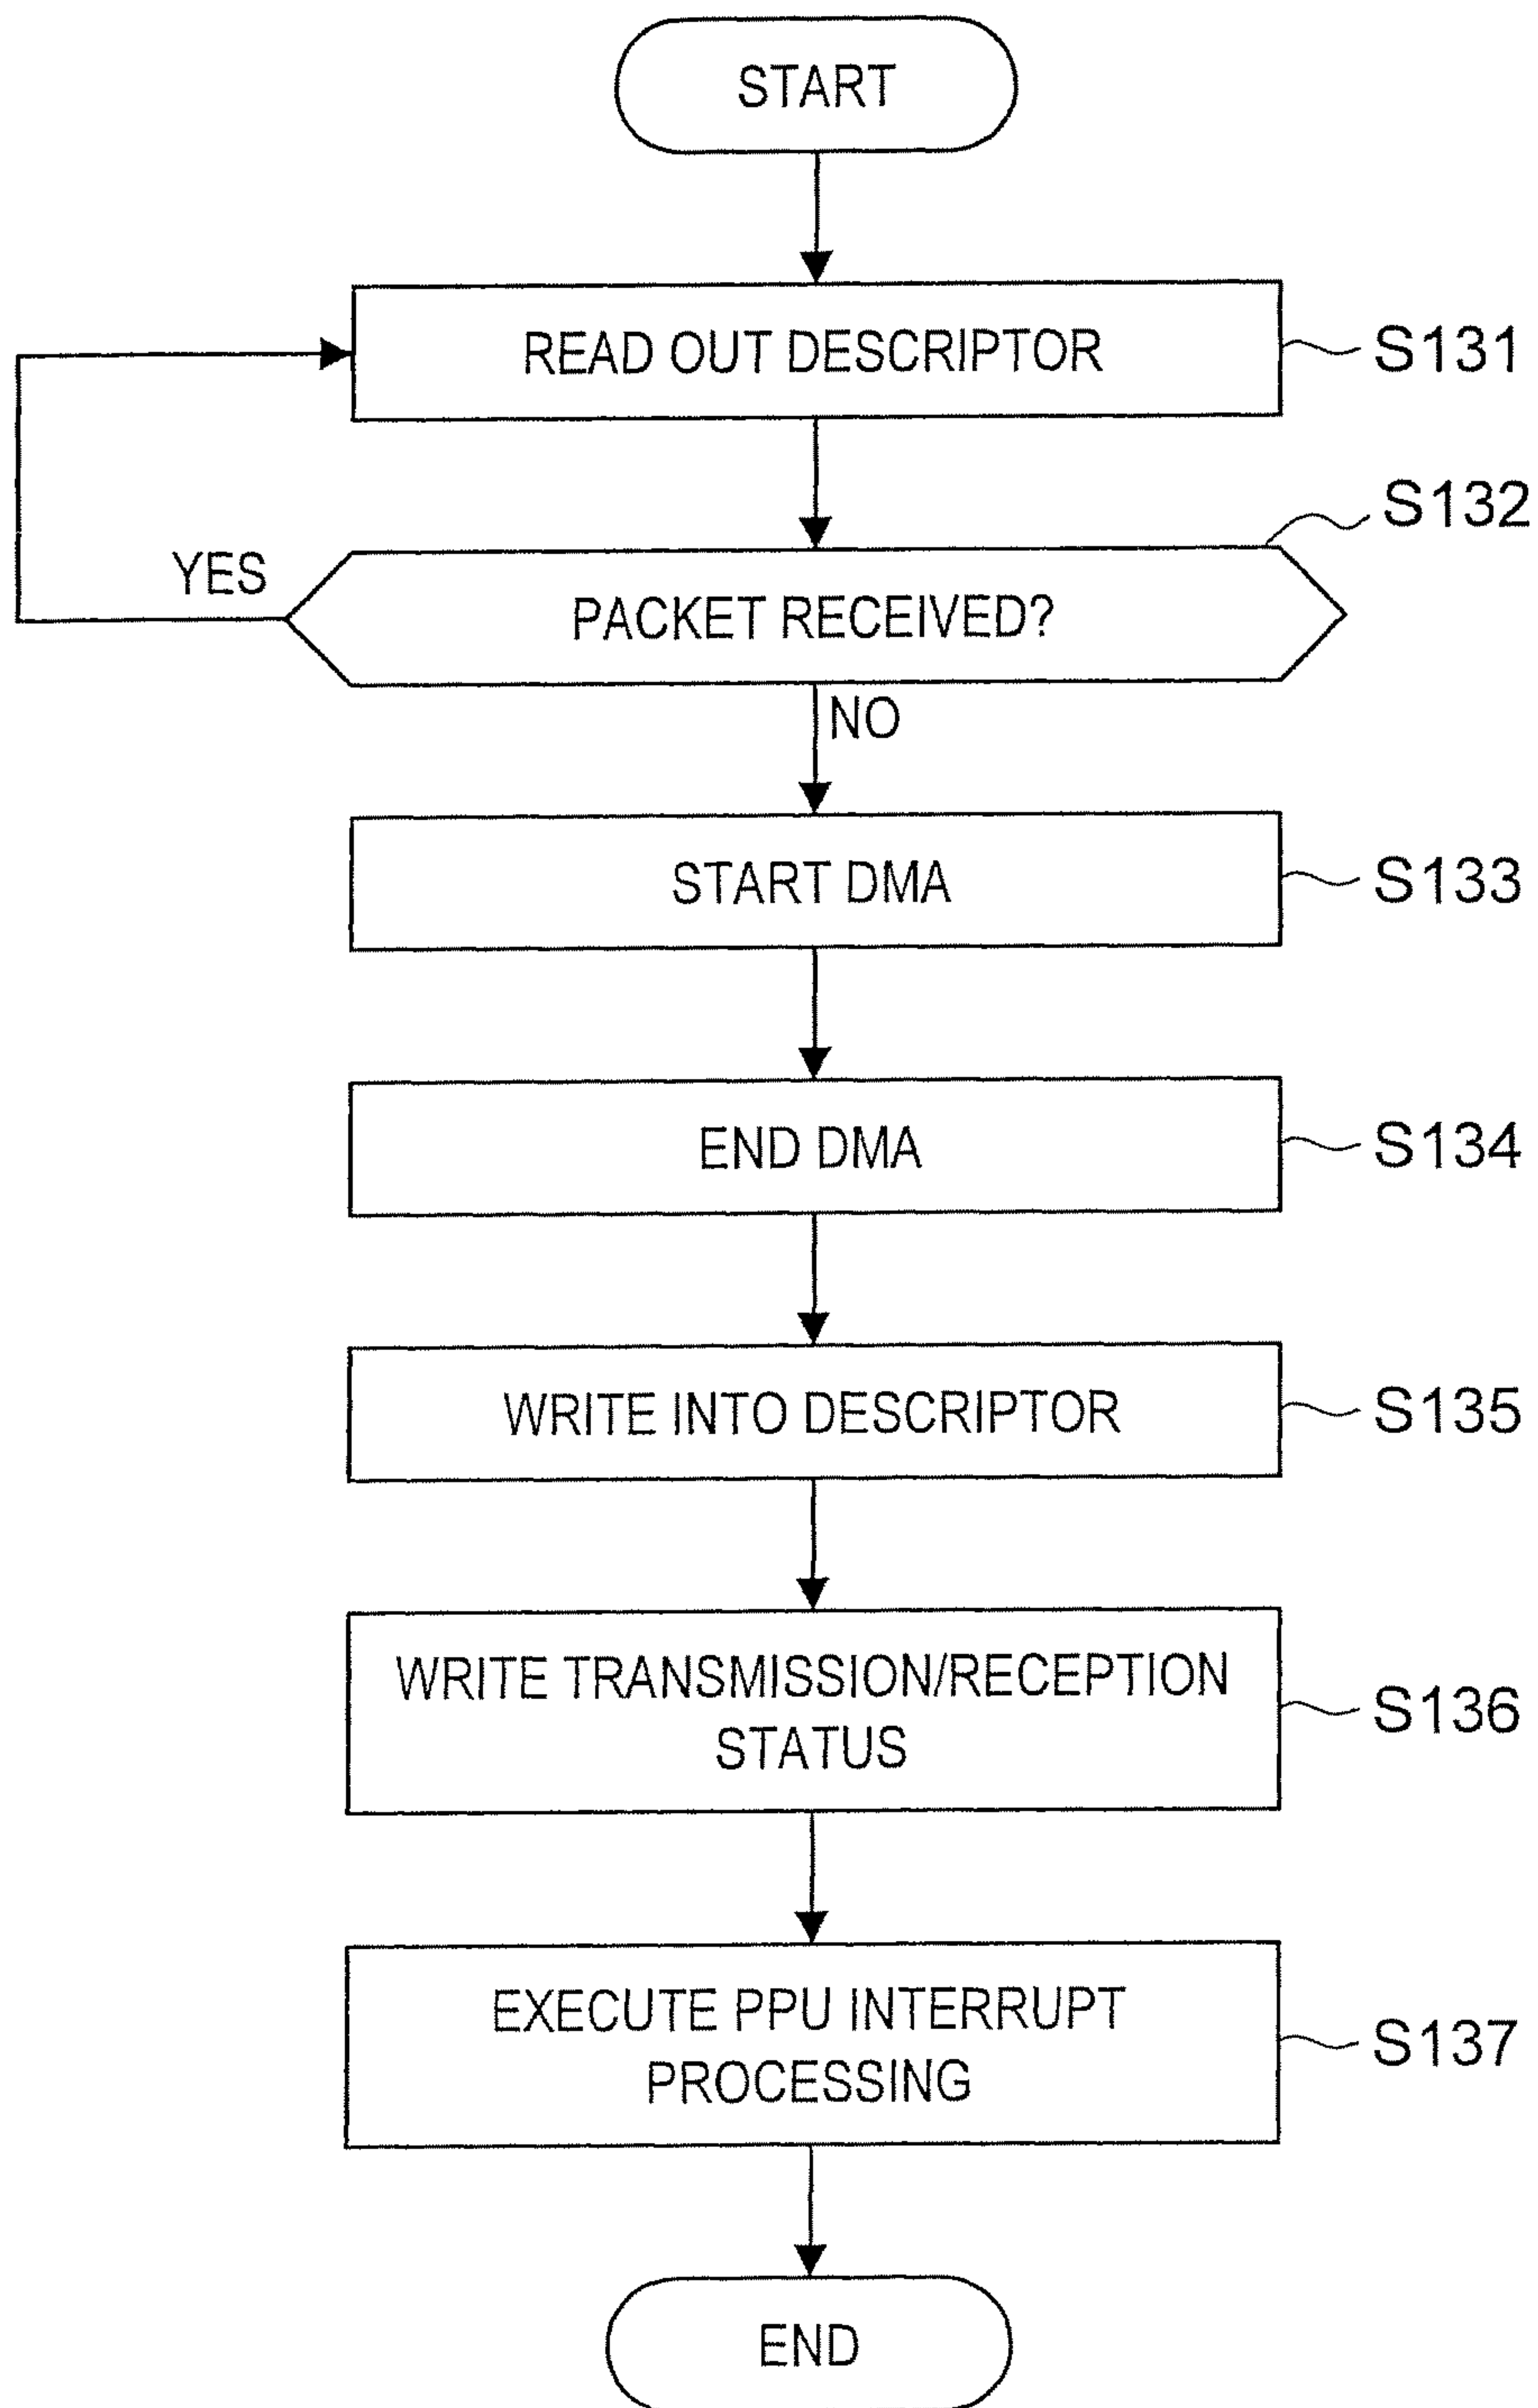 START
READ OUT DESCRIPTOR
S131
S132
YES
PACKET RECEIVED?
NO
START DMA
S133
END DMA
S134
WRITE INTO DESCRIPTOR
S135
WRITE TRANSMISSION/RECEPTION
STATUS
S136
EXECUTE PPU INTERRUPT
PROCESSING
S137
END